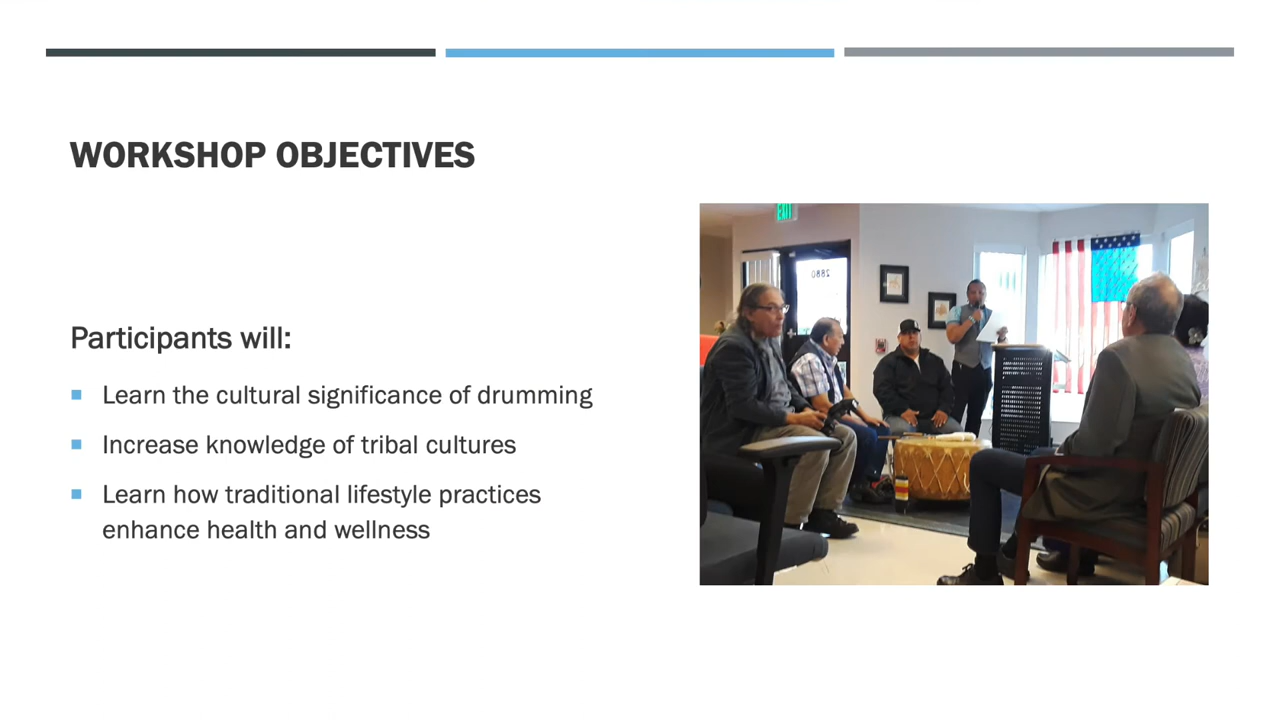 WORKSHOP OBJECTIVES
Participants will:
Learn the cultural significance of drumming
Increase knowledge of tribal cultures
Learn how traditional lifestyle practices
enhance health and wellness
EXIT
2880